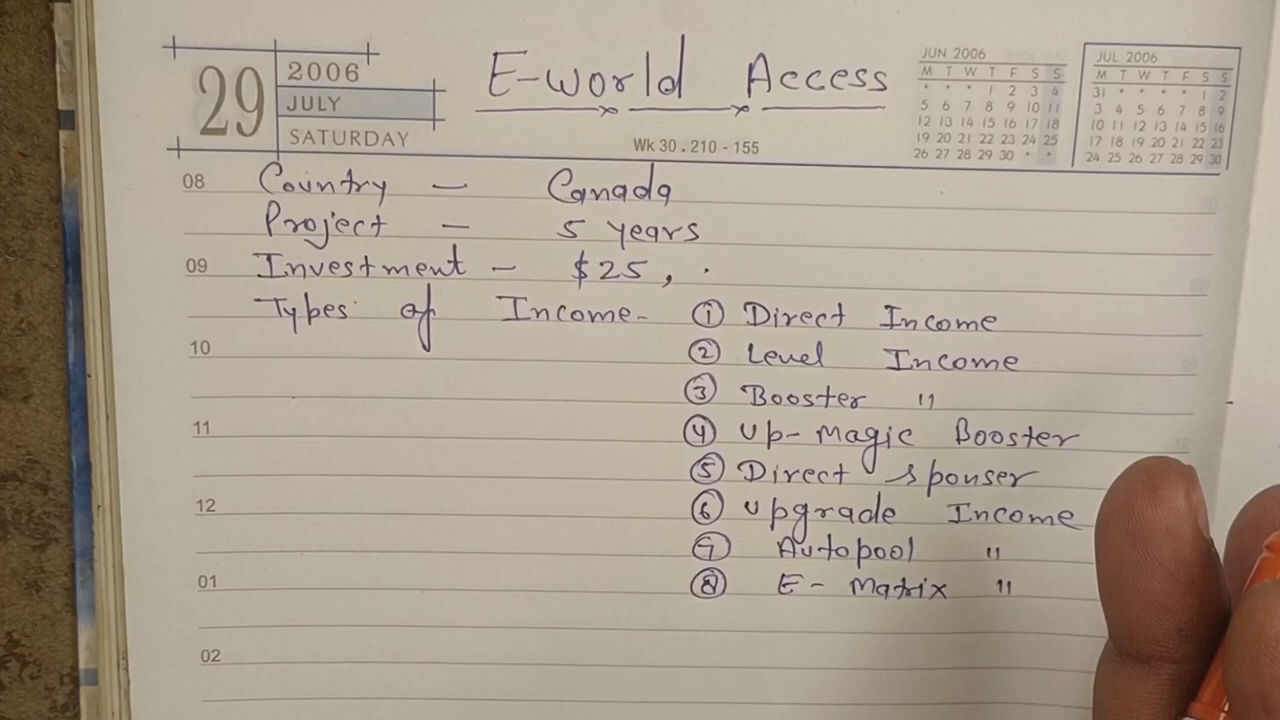 E-world Access
29
2006
JULY
SATURDAY
Wk 30 . 210 - 155
JUN 2006
M T W T F S S
* * * 1 2 3 4
5 6 7 8 9 10 11
12 13 14 15 16 17 18
19 20 21 22 23 24 25
26 27 28 29 30 * *
JUL 2006
M T W T F S S
31 * * * * 1 2
3 4 5 6 7 8 9
10 11 12 13 14 15 16
17 18 19 20 21 22 23
24 25 26 27 28 29 30
08 Country - Canada
Project - 5 years
09 Investment - $25, .
Types of Income- ① Direct Income
10 ② Level Income
③ Booster "
11 ④ Up-Magic Booster
⑤ Direct Sponser
12 ⑥ Upgrade Income
⑦ Autopool "
01 ⑧ E-Matrix "
02